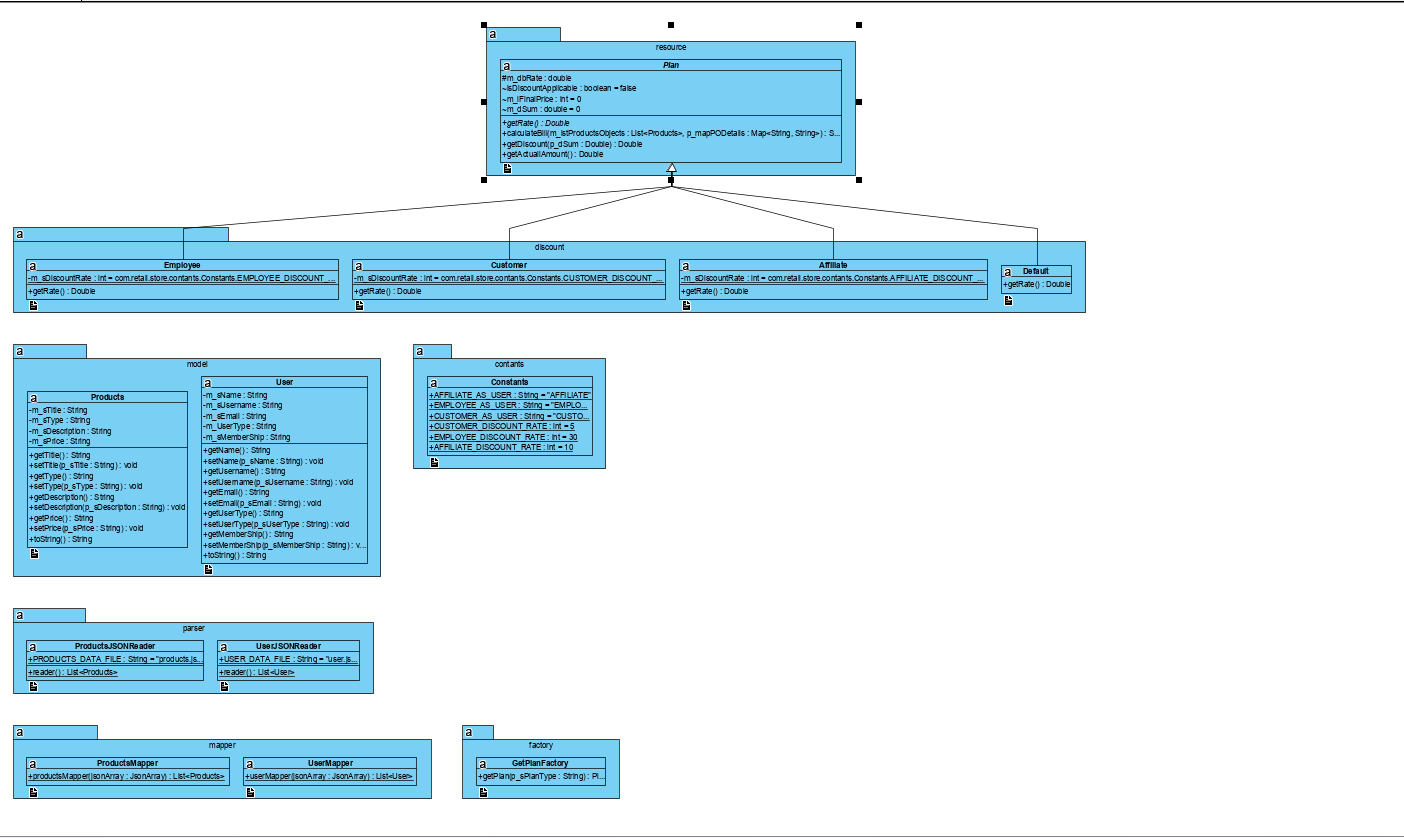 a
resource
a
Plan
#m_dbRate : double
~isDiscountApplicable : boolean = false
~m_iFinalPrice : int = 0
~m_dSum : double = 0
+getRate() : Double
+calculateBill(m_lstProductsObjects : List<Products>, p_mapPODetails : Map<String, String>) : S...
+getDiscount(p_dSum : Double) : Double
+getActuallAmount() : Double
a
discount
a
Employee
-m_sDiscountRate : int = com.retail.store.contants.Constants.EMPLOYEE_DISCOUNT_...
+getRate() : Double
a
Customer
-m_sDiscountRate : int = com.retail.store.contants.Constants.CUSTOMER_DISCOUNT_...
+getRate() : Double
a
Affiliate
-m_sDiscountRate : int = com.retail.store.contants.Constants.AFFILIATE_DISCOUNT_...
+getRate() : Double
a
Default
+getRate() : Double
a
model
a
Products
-m_sTitle : String
-m_sType : String
-m_sDescription : String
-m_sPrice : String
+getTitle() : String
+setTitle(p_sTitle : String) : void
+getType() : String
+setType(p_sType : String) : void
+getDescription() : String
+setDescription(p_sDescription : String) : void
+getPrice() : String
+setPrice(p_sPrice : String) : void
+toString() : String
a
User
-m_sName : String
-m_sUsername : String
-m_sEmail : String
-m_UserType : String
-m_sMemberShip : String
+getName() : String
+setName(p_sName : String) : void
+getUsername() : String
+setUsername(p_sUsername : String) : void
+getEmail() : String
+setEmail(p_sEmail : String) : void
+getUserType() : String
+setUserType(p_sUserType : String) : void
+getMemberShip() : String
+setMemberShip(p_sMemberShip : String) : v...
+toString() : String
a
contants
a
Constants
+AFFILIATE_AS_USER : String = "AFFILIATE"
+EMPLOYEE_AS_USER : String = "EMPLO...
+CUSTOMER_AS_USER : String = "CUSTO...
+CUSTOMER_DISCOUNT_RATE : int = 5
+EMPLOYEE_DISCOUNT_RATE : int = 30
+AFFILIATE_DISCOUNT_RATE : int = 10
a
parser
a
ProductsJSONReader
+PRODUCTS_DATA_FILE : String = "products.js...
+reader() : List<Products>
a
UserJSONReader
+USER_DATA_FILE : String = "user.js...
+reader() : List<User>
a
mapper
a
ProductsMapper
+productsMapper(jsonArray : JsonArray) : List<Products>
a
UserMapper
+userMapper(jsonArray : JsonArray) : List<User>
a
factory
a
GetPlanFactory
+getPlan(p_sPlanType : String) : Pl...